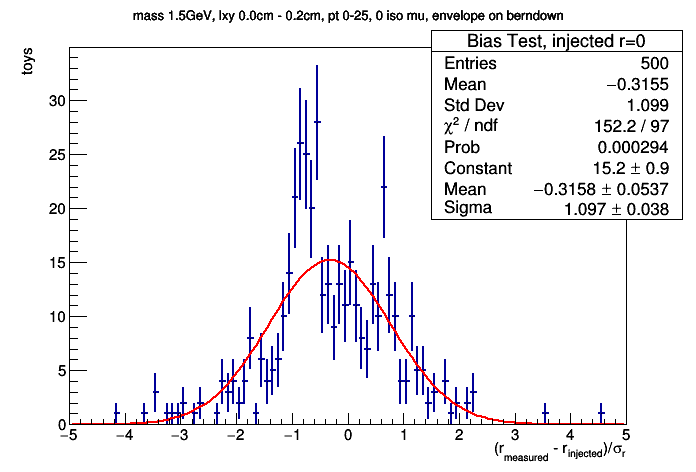 mass 1.5GeV, lxy 0.0cm - 0.2cm, pt 0-25, 0 iso mu, envelope on berndown
toys
Bias Test, injected r=0
Entries 500
Mean −0.3155
Std Dev 1.099
χ² / ndf 152.2 / 97
Prob 0.000294
Constant 15.2 ± 0.9
Mean −0.3158 ± 0.0537
Sigma 1.097 ± 0.038
30
25
20
15
10
5
0
−5 −4 −3 −2 −1 0 1 2 3 4 5
(r_measured - r_injected)/σ_r